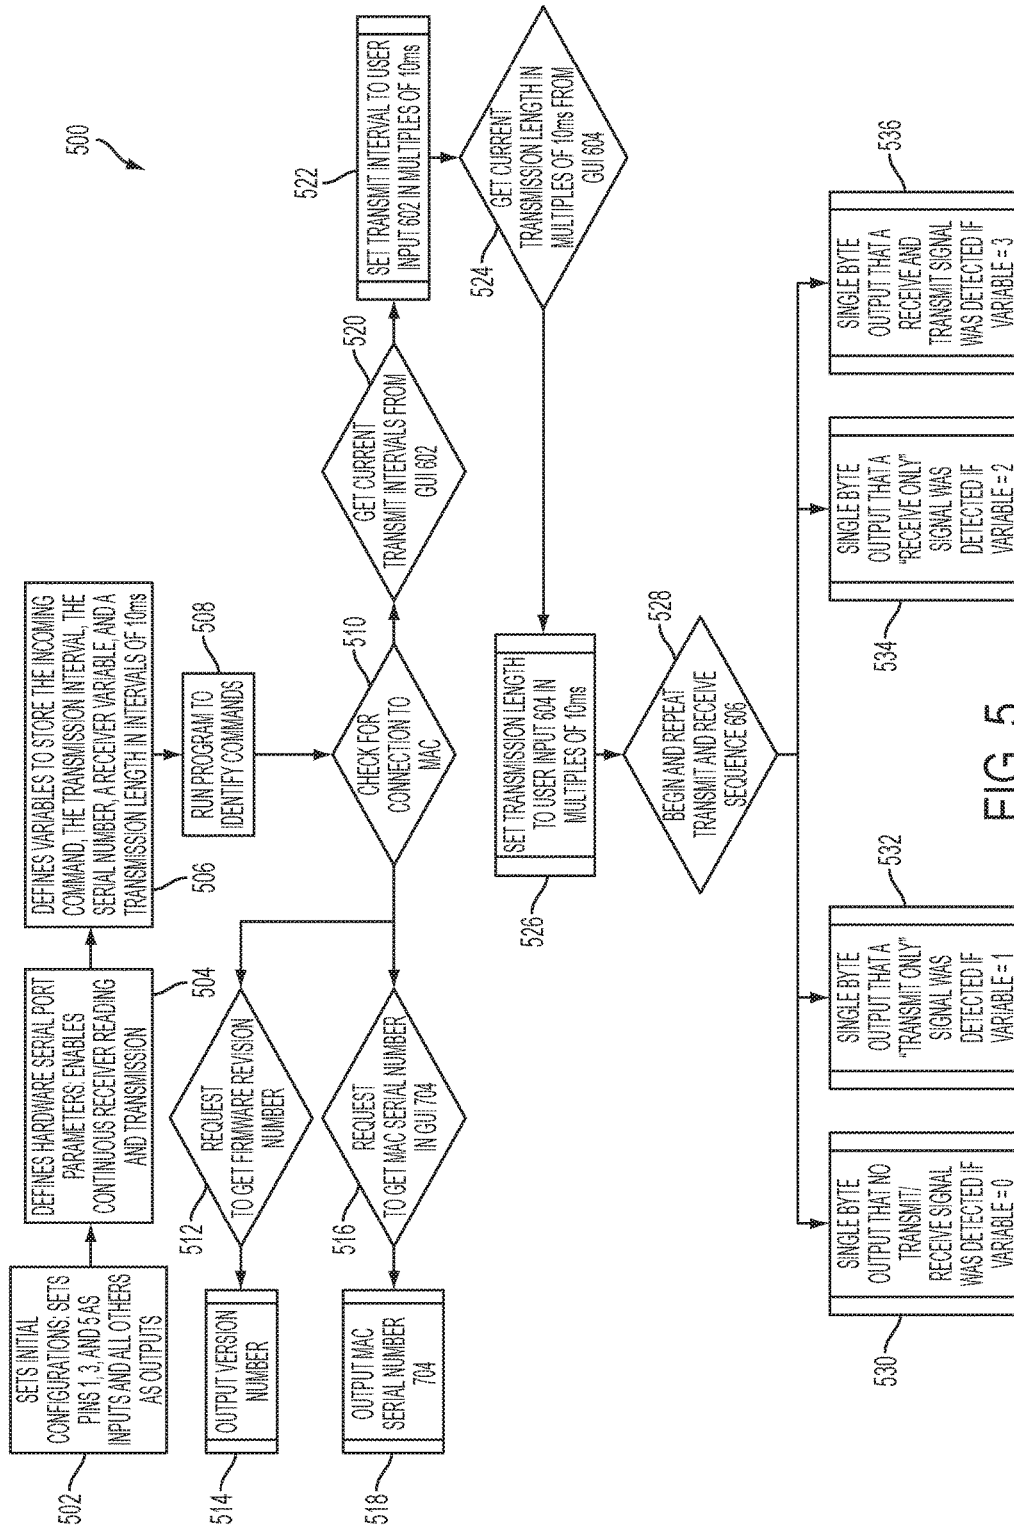 500
SETS INITIAL
CONFIGURATIONS: SETS
PINS 1, 3, AND 5 AS
INPUTS AND ALL OTHERS
AS OUTPUTS
502
DEFINES HARDWARE SERIAL PORT
PARAMETERS: ENABLES
CONTINUOUS RECEIVER READING
AND TRANSMISSION
504
DEFINES VARIABLES TO STORE THE INCOMING
COMMAND, THE TRANSMISSION INTERVAL, THE
SERIAL NUMBER, A RECEIVER VARIABLE, AND A
TRANSMISSION LENGTH IN INTERVALS OF 10ms
506
RUN PROGRAM TO
IDENTIFY COMMANDS
508
CHECK FOR
CONNECTION TO
MAC
510
REQUEST
TO GET FIRMWARE REVISION
NUMBER
512
OUTPUT VERSION
NUMBER
514
REQUEST
TO GET MAC SERIAL NUMBER
IN GUI 704
516
OUTPUT MAC
SERIAL NUMBER
704
518
GET CURRENT
TRANSMIT INTERVALS FROM
GUI 602
520
SET TRANSMIT INTERVAL TO USER
INPUT 602 IN MULTIPLES OF 10ms
522
GET CURRENT
TRANSMISSION LENGTH IN
MULTIPLES OF 10ms FROM
GUI 604
524
SET TRANSMISSION LENGTH
TO USER INPUT 604 IN
MULTIPLES OF 10ms
526
BEGIN AND REPEAT
TRANSMIT AND RECEIVE
SEQUENCE 606
528
SINGLE BYTE
OUTPUT THAT NO
TRANSMIT/
RECEIVE SIGNAL
WAS DETECTED IF
VARIABLE = 0
530
SINGLE BYTE
OUTPUT THAT A
"TRANSMIT ONLY"
SIGNAL WAS
DETECTED IF
VARIABLE = 1
532
SINGLE BYTE
OUTPUT THAT A
"RECEIVE ONLY"
SIGNAL WAS
DETECTED IF
VARIABLE = 2
534
SINGLE BYTE
OUTPUT THAT A
RECEIVE AND
TRANSMIT SIGNAL
WAS DETECTED IF
VARIABLE = 3
536
FIG. 5